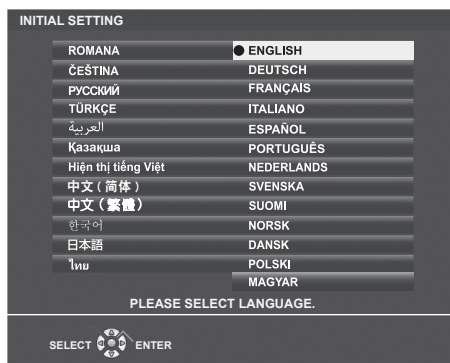 INITIAL SETTING
ROMANA
ČEŠTINA
РУССКИЙ
TÜRKÇE
العربية
Қазақша
Hiện thị tiếng Việt
中文 ( 简体 )
中文 ( 繁體 )
한국어
日本語
ไทย
ENGLISH
DEUTSCH
FRANÇAIS
ITALIANO
ESPAÑOL
PORTUGUÊS
NEDERLANDS
SVENSKA
SUOMI
NORSK
DANSK
POLSKI
MAGYAR
PLEASE SELECT LANGUAGE.
SELECT ENTER